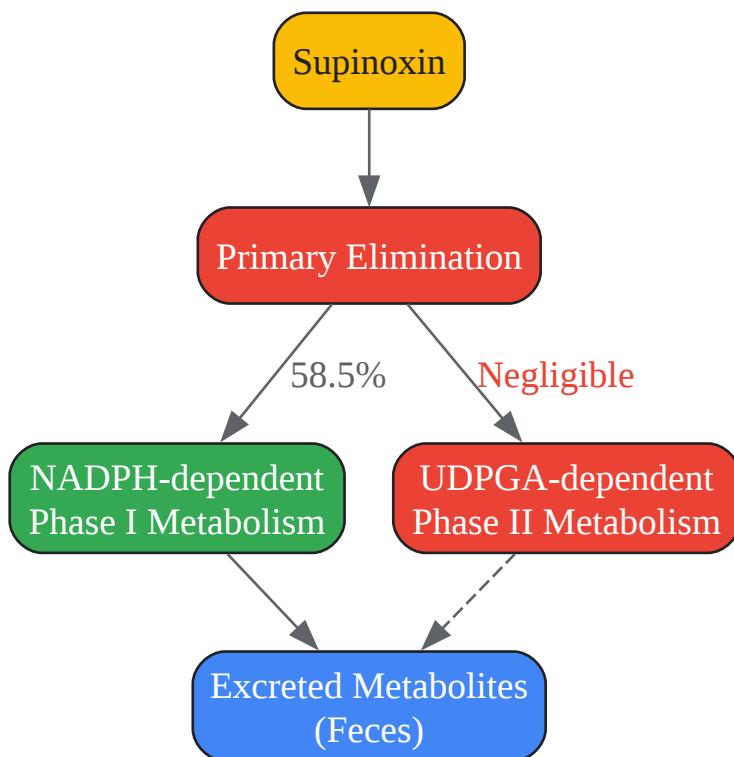 Supinoxin
Primary Elimination
58.5%
Negligible
NADPH-dependent
Phase I Metabolism
UDPGA-dependent
Phase II Metabolism
Excreted Metabolites
(Feces)